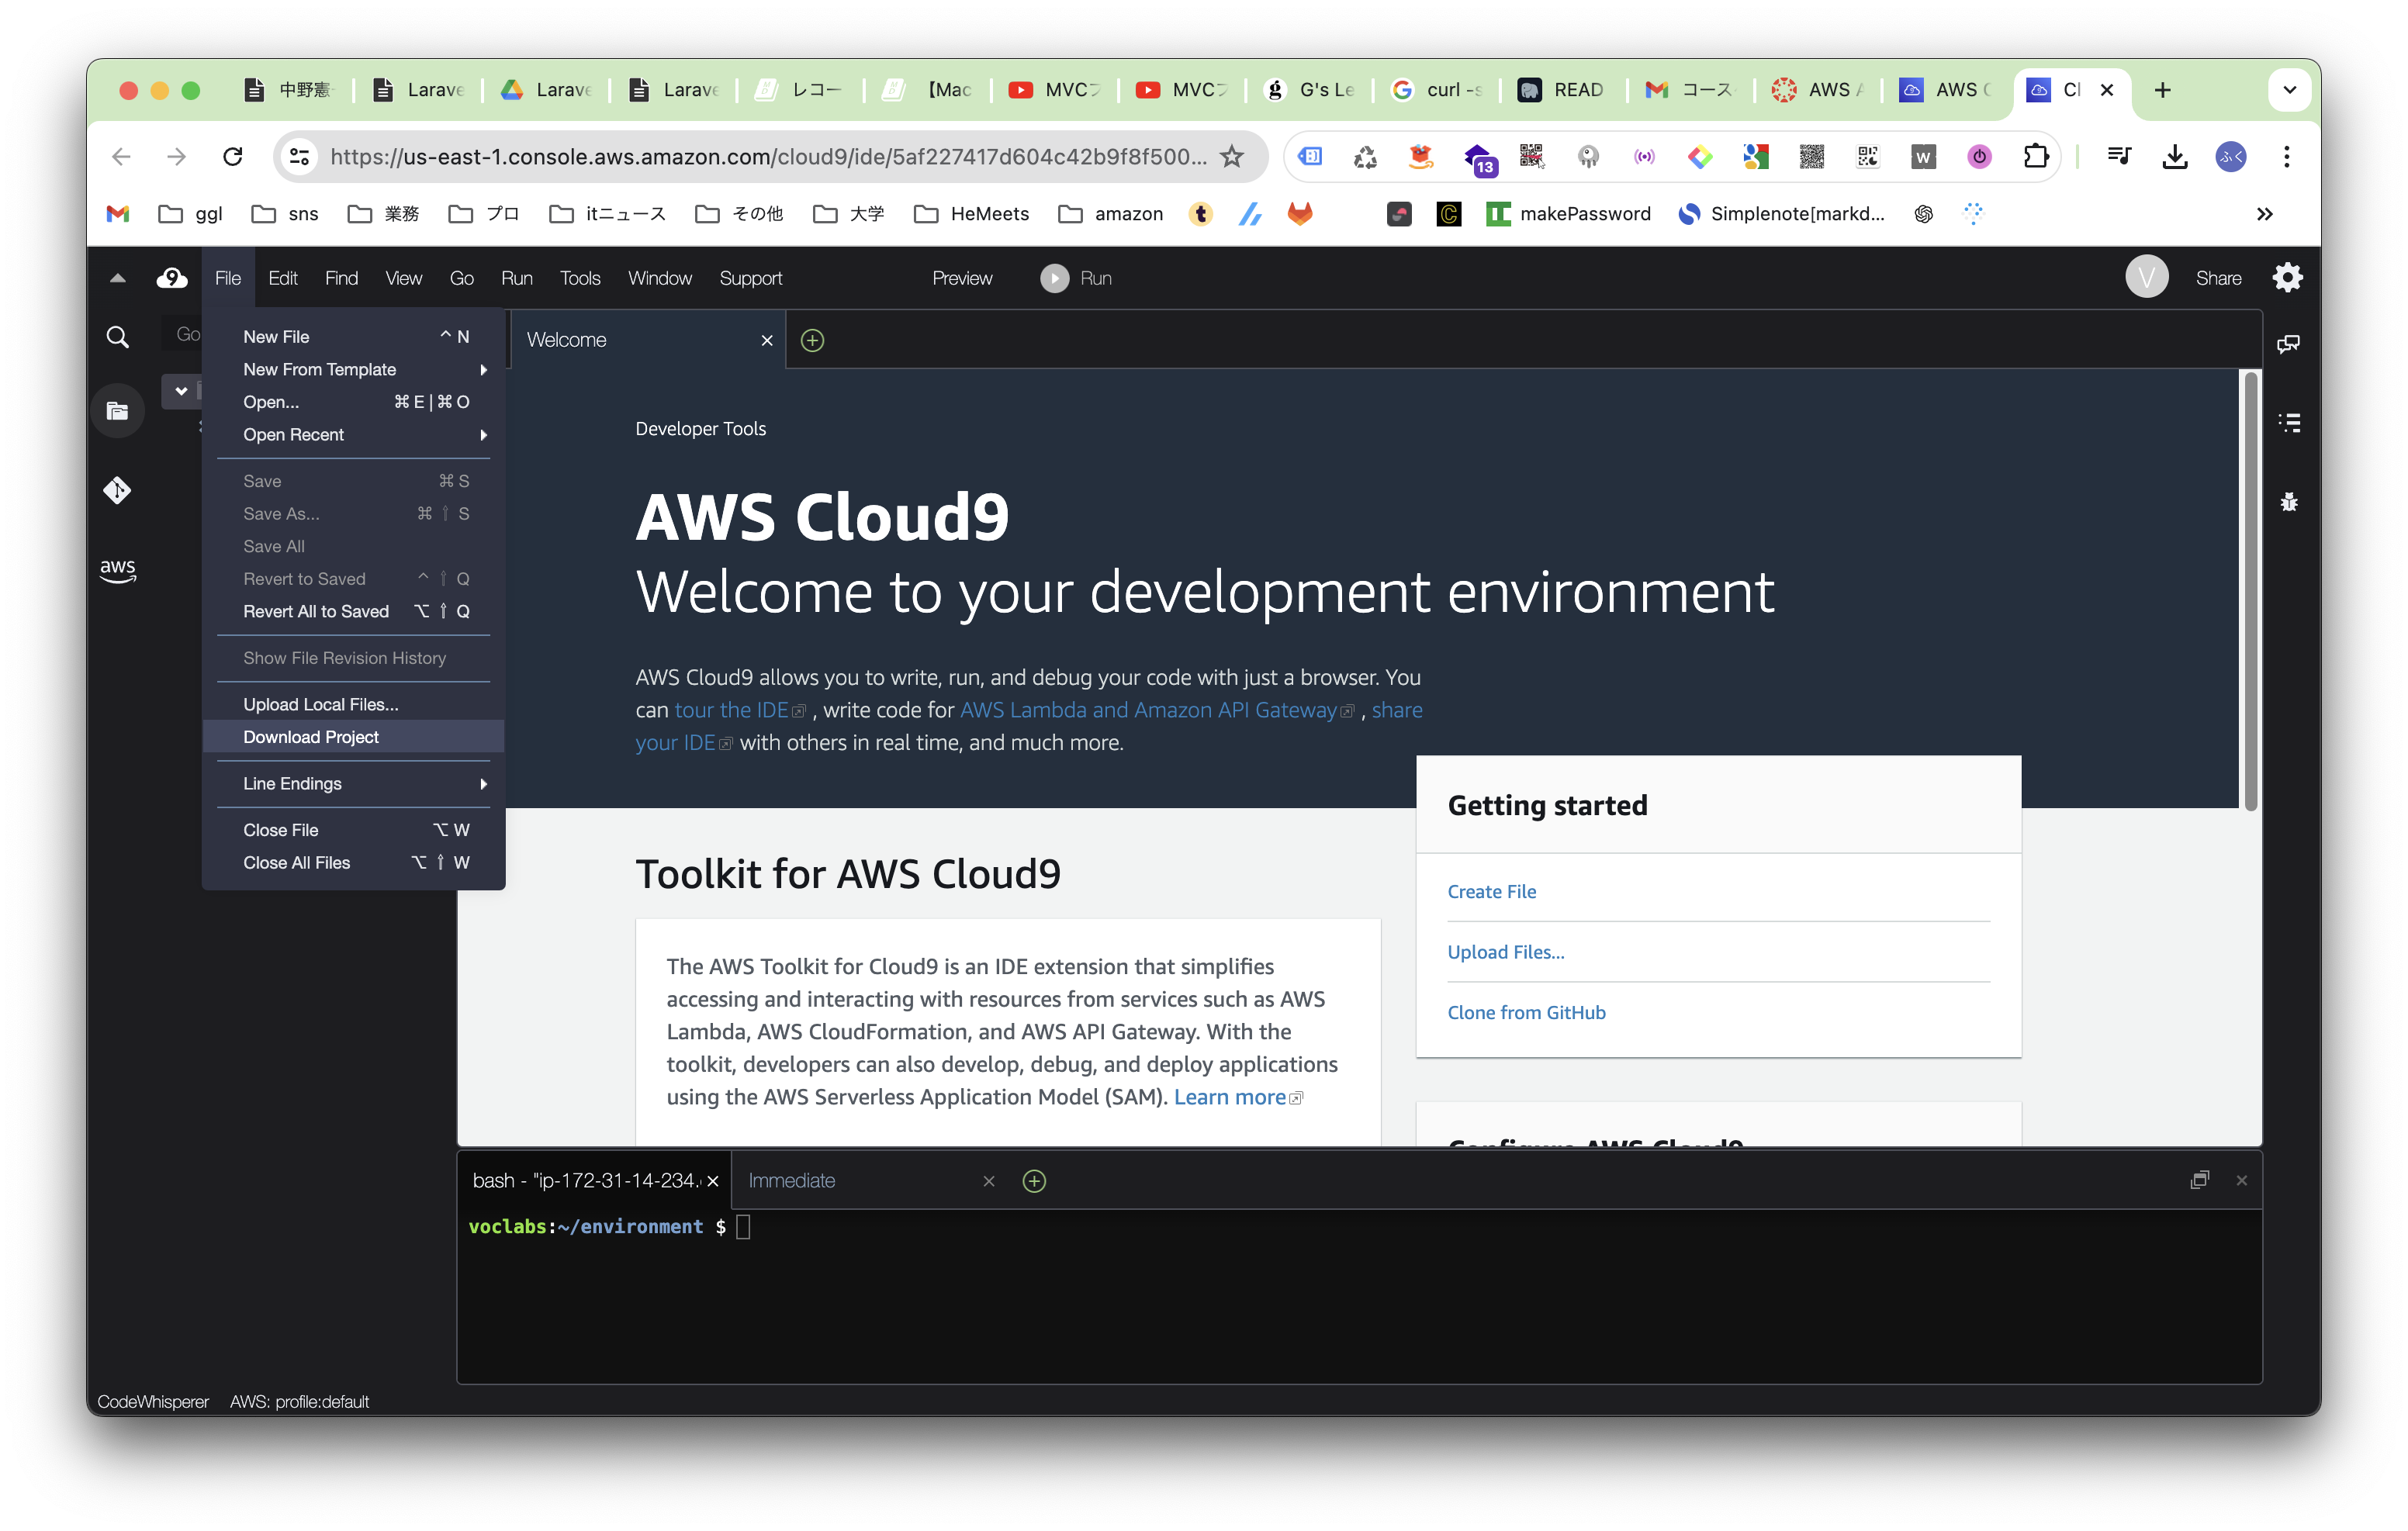 中野憲
Larave
Larave
Larave
レコー
【Mac
MVCフ
MVCフ
G's Le
curl -s
READ
コース
AWS A
AWS C
Cl
https://us-east-1.console.aws.amazon.com/cloud9/ide/5af227417d604c42b9f8f500...
13
W
ふく
ggl
sns
業務
プロ
itニュース
その他
大学
HeMeets
amazon
makePassword
Simplenote[markd...
File Edit Find View Go Run Tools Window Support Preview Run
V
Share
Go
New File ^ N
New From Template
Open... ⌘ E | ⌘ O
Open Recent
Save ⌘ S
Save As... ⌘ ⇧ S
Save All
Revert to Saved ^ ⇧ Q
Revert All to Saved ⌥ ⇧ Q
Show File Revision History
Upload Local Files...
Download Project
Line Endings
Close File ⌥ W
Close All Files ⌥ ⇧ W
aws
Welcome
Developer Tools
AWS Cloud9
Welcome to your development environment
AWS Cloud9 allows you to write, run, and debug your code with just a browser. You
can tour the IDE , write code for AWS Lambda and Amazon API Gateway , share
your IDE with others in real time, and much more.
Getting started
Create File
Upload Files...
Clone from GitHub
Toolkit for AWS Cloud9
The AWS Toolkit for Cloud9 is an IDE extension that simplifies
accessing and interacting with resources from services such as AWS
Lambda, AWS CloudFormation, and AWS API Gateway. With the
toolkit, developers can also develop, debug, and deploy applications
using the AWS Serverless Application Model (SAM). Learn more
Configure AWS Cloud9
bash - "ip-172-31-14-234.
Immediate
voclabs:~/environment $
CodeWhisperer AWS: profile:default